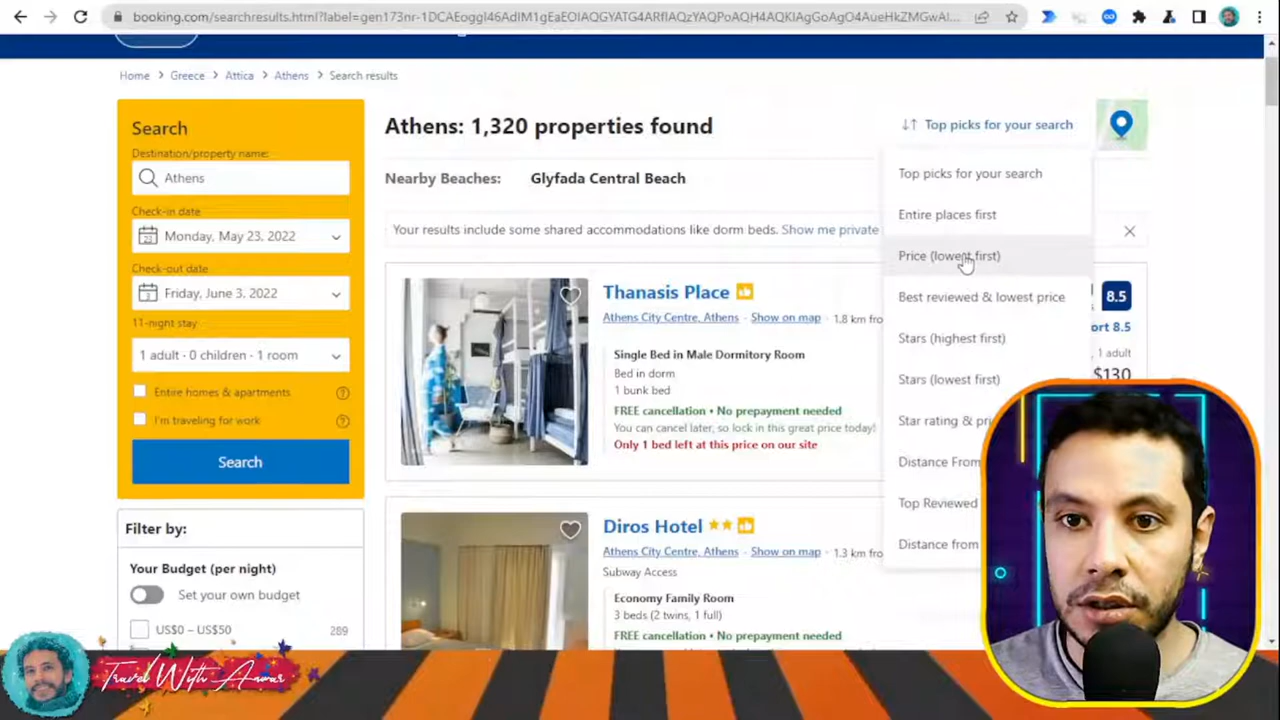 booking.com/searchresults.html?label=gen173nr-1DCAEoggI46AdIM1gEaEOIAQGYATG4ARfIAQzYAQPoAQH4AQKIAgGoAgO4AueHkZMGwAI...
Home > Greece > Attica > Athens > Search results
Search
Destination/property name:
Athens
Check-in date
23
Monday, May 23, 2022
Check-out date
3
Friday, June 3, 2022
11-night stay
1 adult · 0 children · 1 room
Entire homes & apartments
I'm traveling for work
Search
Filter by:
Your Budget (per night)
Set your own budget
US$0 – US$50 289
Athens: 1,320 properties found
Top picks for your search
Nearby Beaches: Glyfada Central Beach
Your results include some shared accommodations like dorm beds. Show me private
Top picks for your search
Entire places first
Price (lowest first)
Best reviewed & lowest price
Stars (highest first)
Stars (lowest first)
Star rating & pri
Distance From
Top Reviewed
Distance from
Thanasis Place
Athens City Centre, Athens · Show on map · 1.8 km fro
Single Bed in Male Dormitory Room
Bed in dorm
1 bunk bed
FREE cancellation • No prepayment needed
You can cancel later, so lock in this great price today!
Only 1 bed left at this price on our site
8.5
ort 8.5
, 1 adult
$130
Diros Hotel
Athens City Centre, Athens · Show on map · 1.3 km fro
Subway Access
Economy Family Room
3 beds (2 twins, 1 full)
FREE cancellation • No prepayment needed
Travel With Anwar